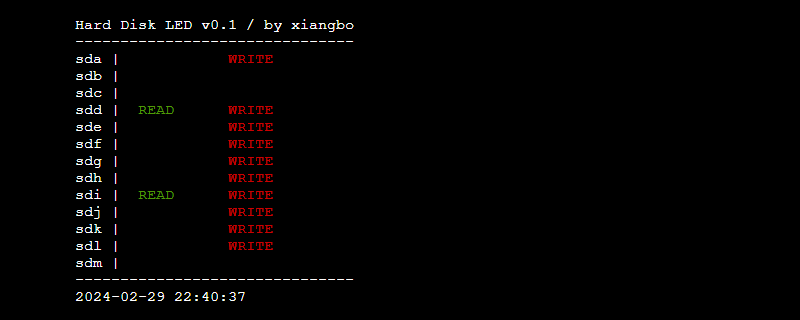 Hard Disk LED v0.1 / by xiangbo
-------------------------------
sda |            WRITE
sdb |
sdc |
sdd |  READ      WRITE
sde |            WRITE
sdf |            WRITE
sdg |            WRITE
sdh |            WRITE
sdi |  READ      WRITE
sdj |            WRITE
sdk |            WRITE
sdl |            WRITE
sdm |
-------------------------------
2024-02-29 22:40:37